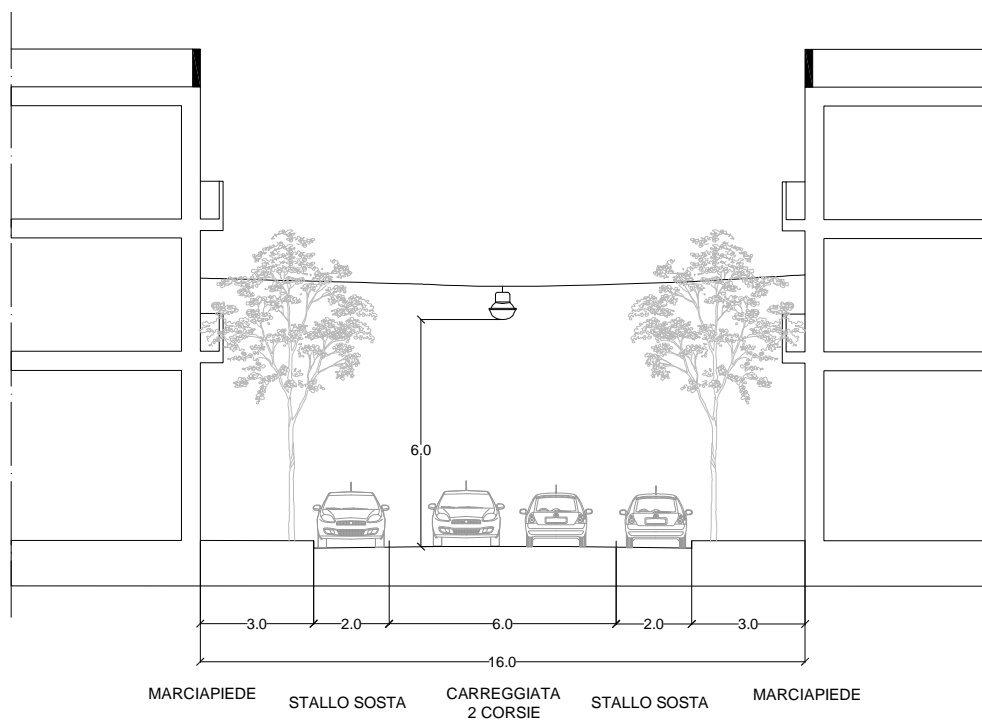 6.0
3.0 2.0 6.0 2.0 3.0
16.0
MARCIAPIEDE STALLO SOSTA CARREGGIATA STALLO SOSTA MARCIAPIEDE
2 CORSIE